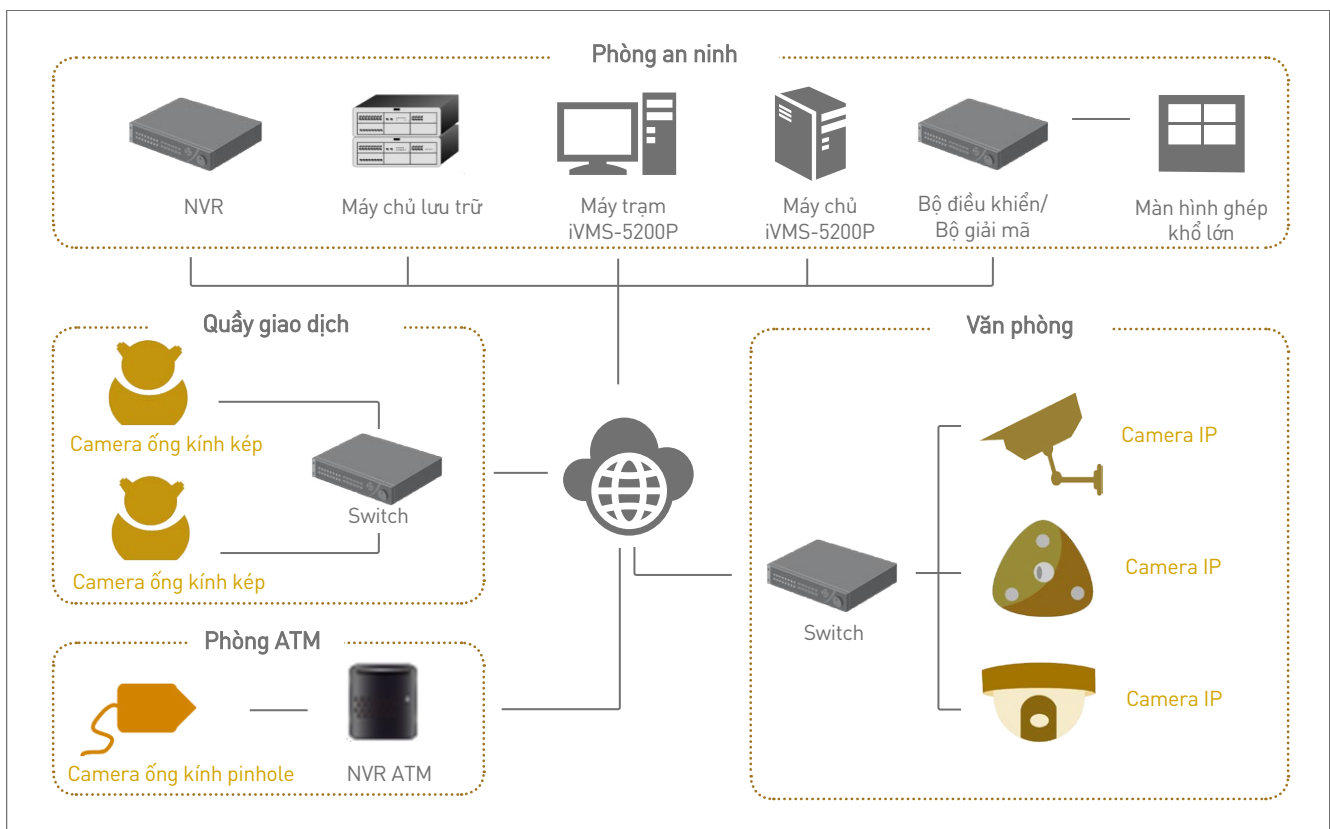 Phòng an ninh
NVR
Máy chủ lưu trữ
Máy trạm
iVMS-5200P
Máy chủ
iVMS-5200P
Bộ điều khiển/
Bộ giải mã
Màn hình ghép
khổ lớn
Quầy giao dịch
Camera ống kính kép
Switch
Camera ống kính kép
Văn phòng
Camera IP
Camera IP
Switch
Camera IP
Phòng ATM
Camera ống kính pinhole
NVR ATM